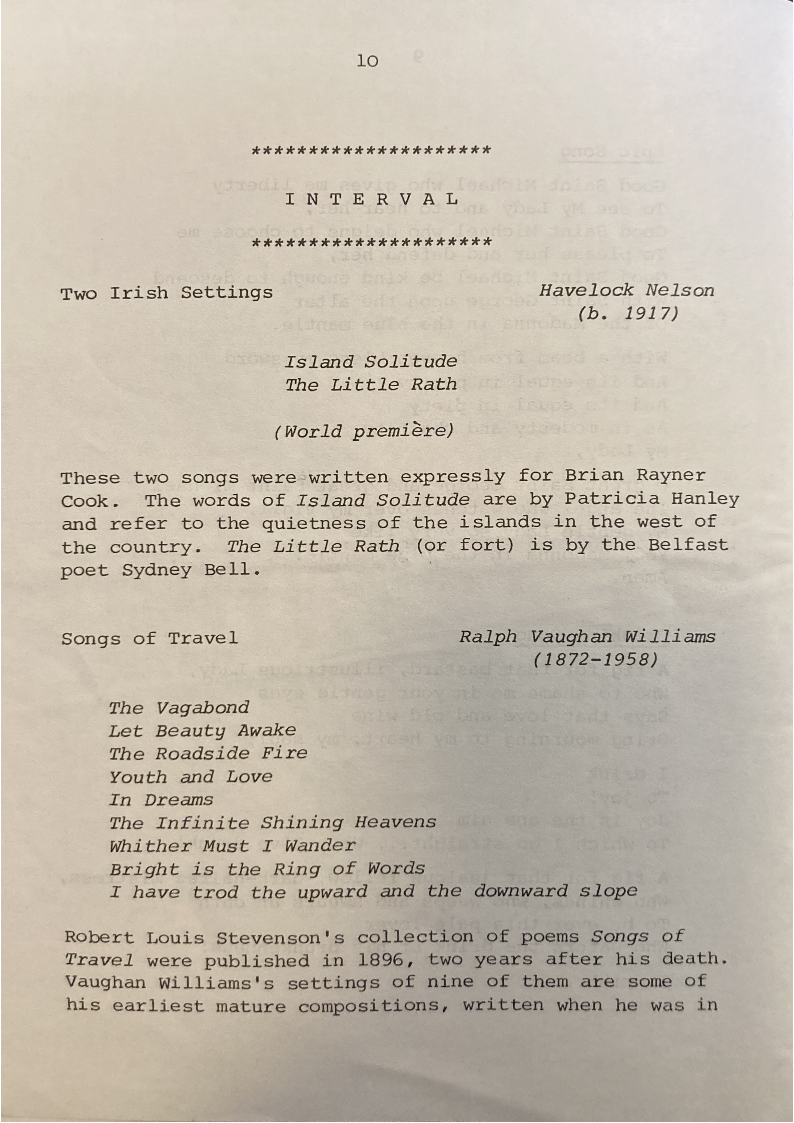 10
*********************
I N T E R V A L
*********************
Two Irish Settings Havelock Nelson
(b. 1917)
Island Solitude
The Little Rath
(World première)
These two songs were written expressly for Brian Rayner
Cook. The words of Island Solitude are by Patricia Hanley
and refer to the quietness of the islands in the west of
the country. The Little Rath (or fort) is by the Belfast
poet Sydney Bell.
Songs of Travel Ralph Vaughan Williams
(1872-1958)
The Vagabond
Let Beauty Awake
The Roadside Fire
Youth and Love
In Dreams
The Infinite Shining Heavens
Whither Must I Wander
Bright is the Ring of Words
I have trod the upward and the downward slope
Robert Louis Stevenson's collection of poems Songs of
Travel were published in 1896, two years after his death.
Vaughan Williams's settings of nine of them are some of
his earliest mature compositions, written when he was in